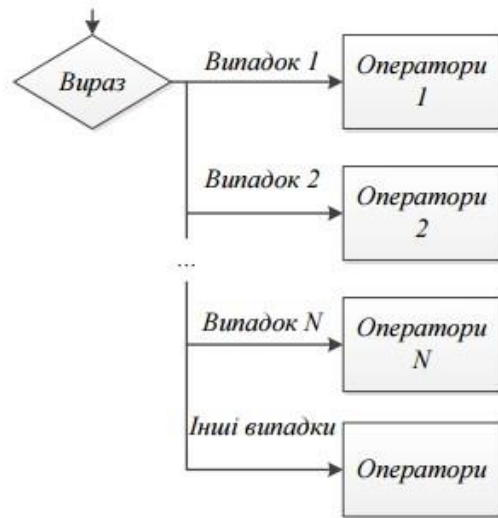 Вираз
Випадок 1
Оператори
1
Випадок 2
Оператори
2
...
Випадок N
Оператори
N
Інші випадки
Оператори